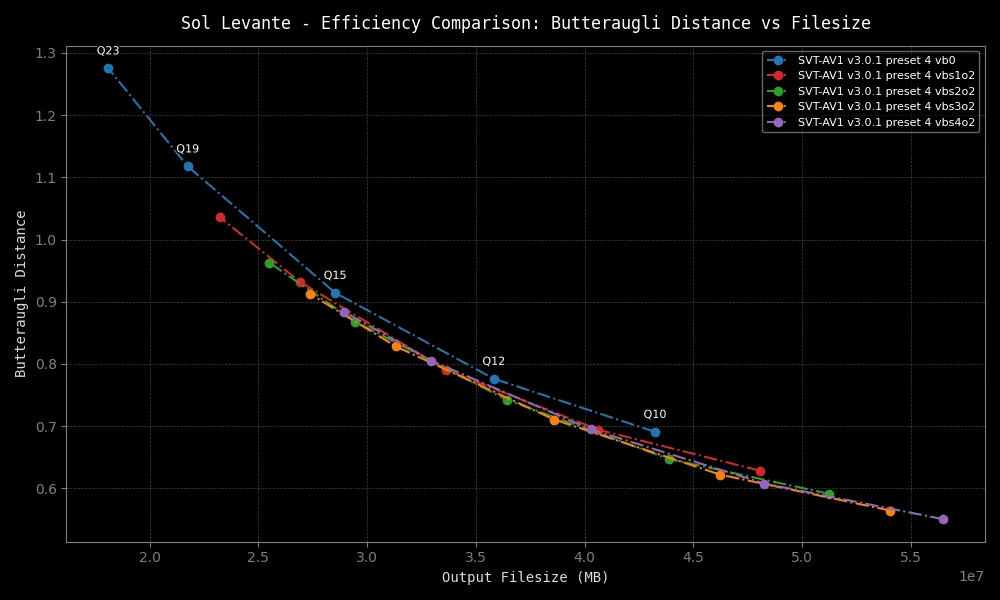 Sol Levante - Efficiency Comparison: Butteraugli Distance vs Filesize
SVT-AV1 v3.0.1 preset 4 vb0
SVT-AV1 v3.0.1 preset 4 vbs1o2
SVT-AV1 v3.0.1 preset 4 vbs2o2
SVT-AV1 v3.0.1 preset 4 vbs3o2
SVT-AV1 v3.0.1 preset 4 vbs4o2
Q23
Q19
Q15
Q12
Q10
Butteraugli Distance
1.3
1.2
1.1
1.0
0.9
0.8
0.7
0.6
2.0 2.5 3.0 3.5 4.0 4.5 5.0 5.5
1e7
Output Filesize (MB)